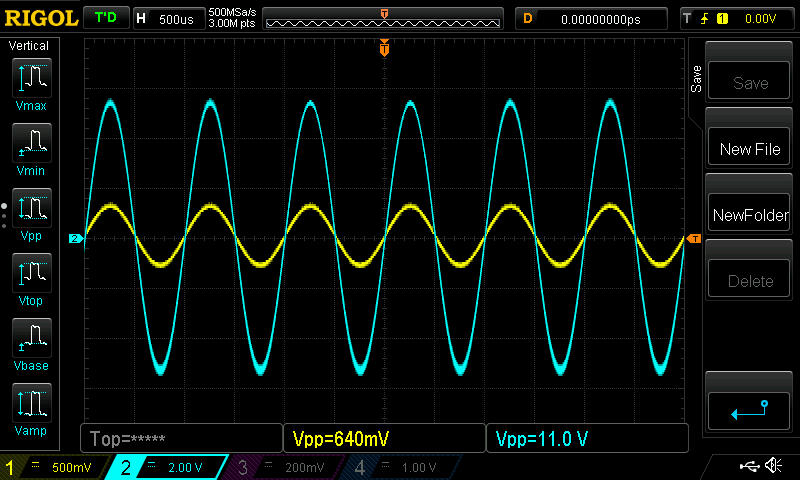 RIGOL T'D H 500us 500MSa/s 3.00M pts T D 0.00000000ps T 1 0.00V
Vertical
Vmax
Vmin
Vpp
Vtop
Vbase
Vamp
T
2
T
Save
Save
New File
NewFolder
Delete
Top=***** Vpp=640mV Vpp=11.0 V
1 500mV 2 2.00 V 3 200mV 4 1.00 V